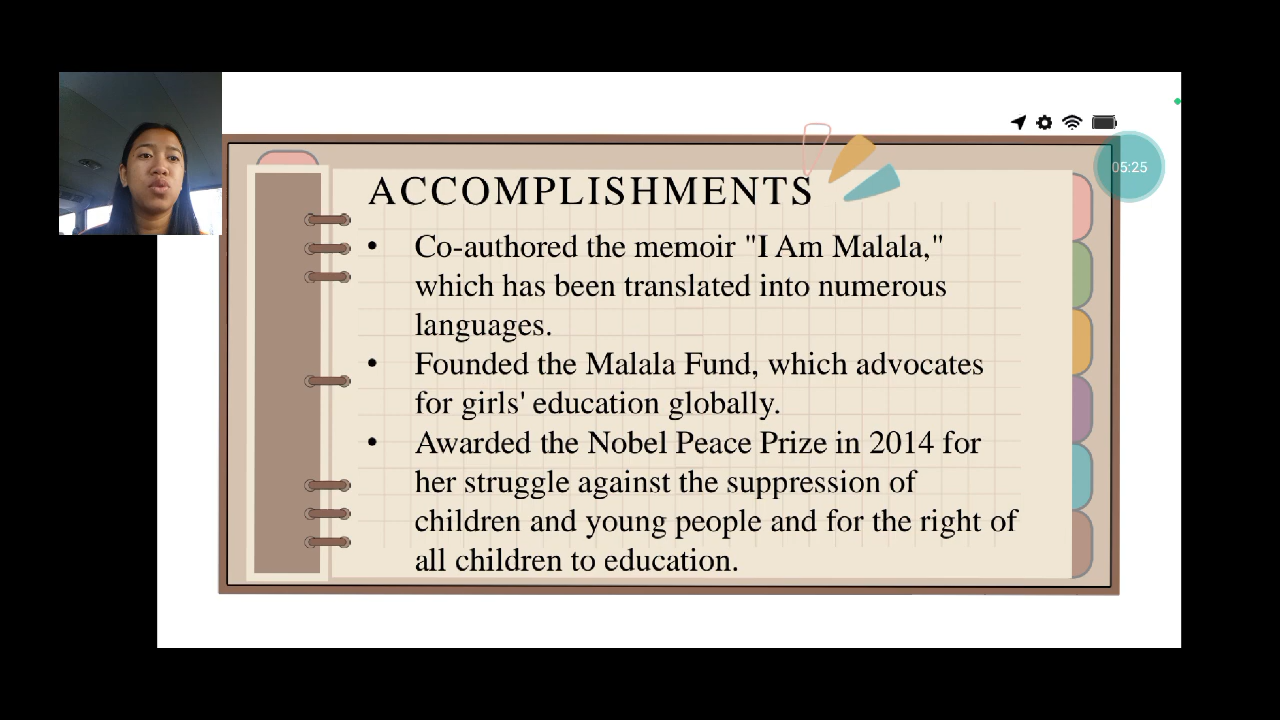 05:25
ACCOMPLISHMENTS
• Co-authored the memoir "I Am Malala,"
which has been translated into numerous
languages.
• Founded the Malala Fund, which advocates
for girls' education globally.
• Awarded the Nobel Peace Prize in 2014 for
her struggle against the suppression of
children and young people and for the right of
all children to education.